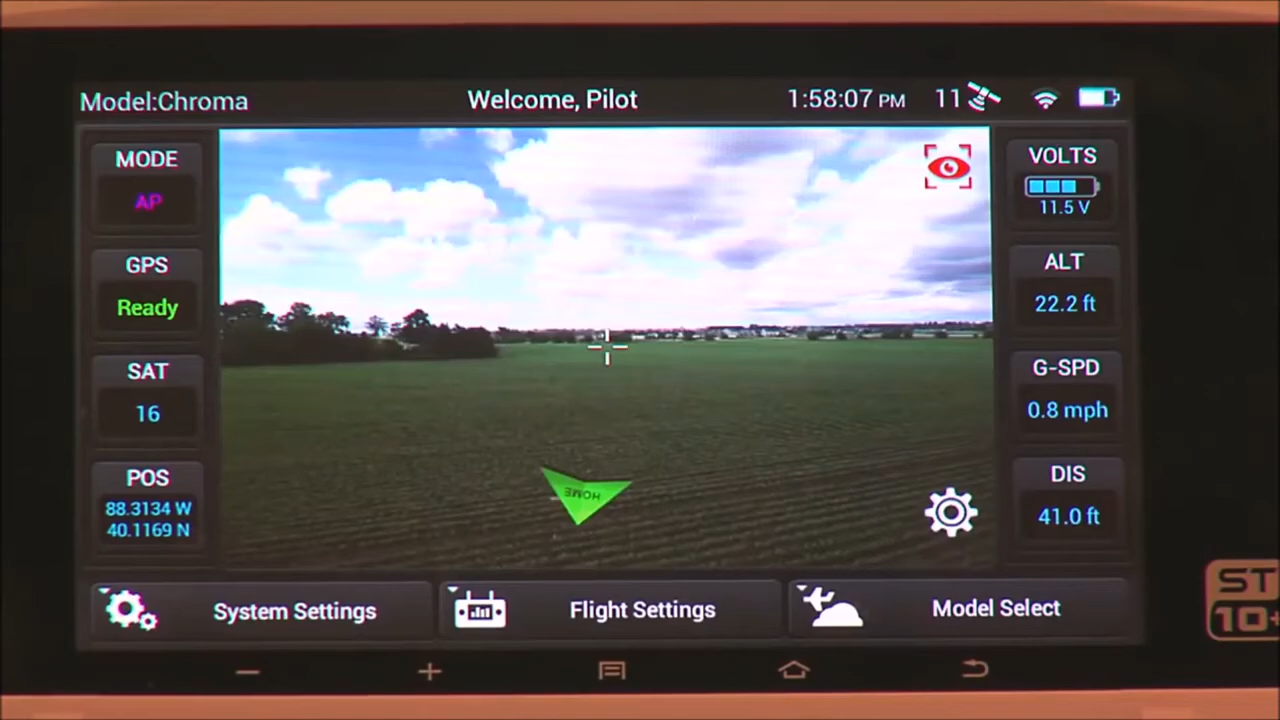 Model:Chroma
Welcome, Pilot
1:58:07 PM
11
MODE
AP
GPS
Ready
SAT
16
POS
88.3134 W
40.1169 N
HOME
VOLTS
11.5 V
ALT
22.2 ft
G-SPD
0.8 mph
DIS
41.0 ft
System Settings
Flight Settings
Model Select
ST
10+